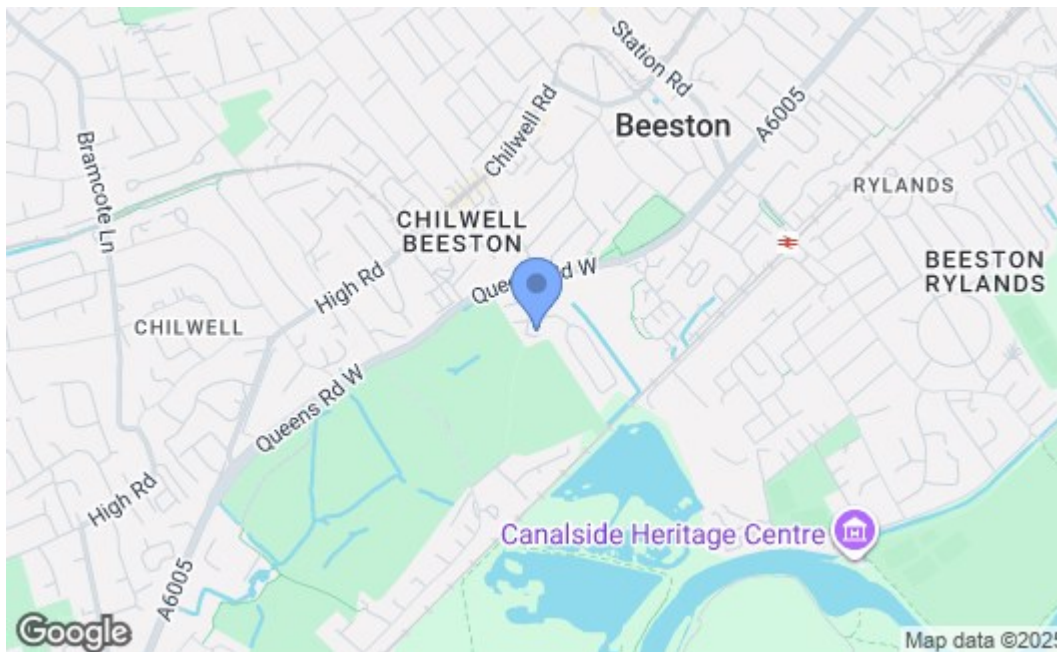 Station Rd
A6005
Beeston
Chilwell Rd
Bramcote Ln
RYLANDS
CHILWELL
BEESTON
BEESTON
RYLANDS
High Rd
Queens Rd W
CHILWELL
Queens Rd W
High Rd
Canalside Heritage Centre
A6005
Google
Map data ©2025